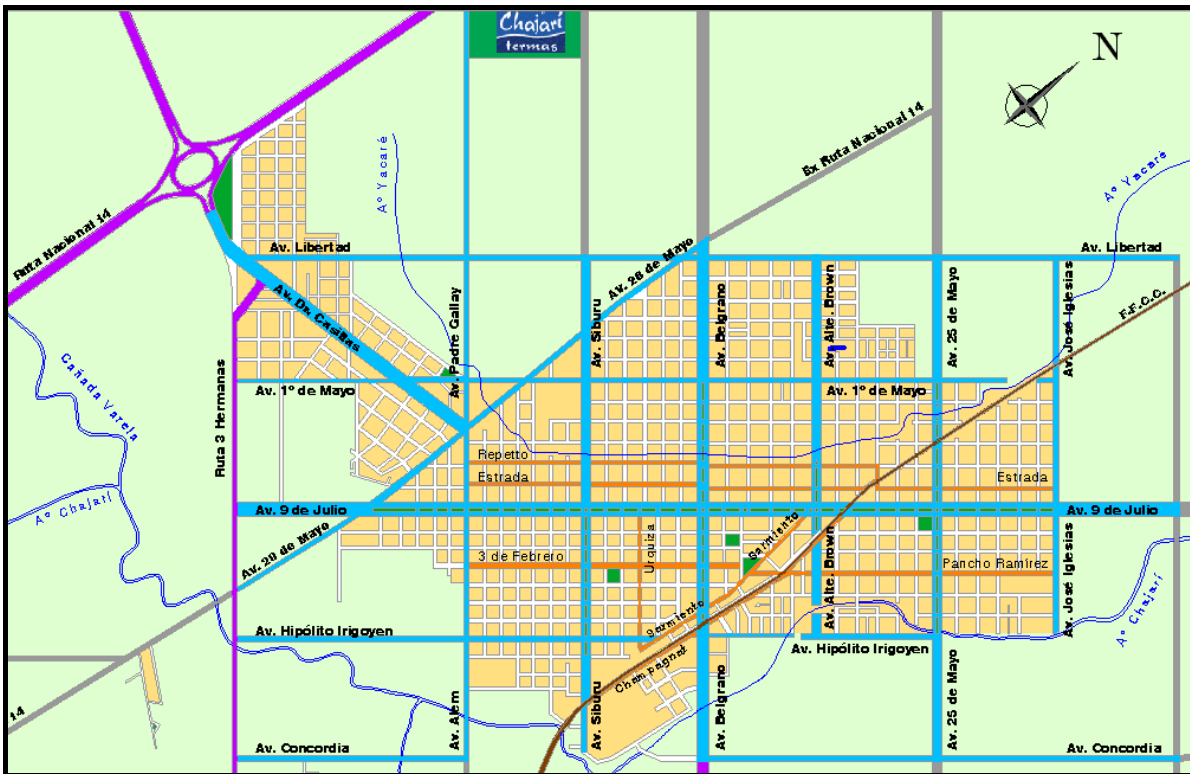 Chajarí
termas
N
Ex Ruta Nacional 14
Aº Yacaré
Aº Yacaré
Ruta Nacional 14
Av. Libertad
Av. Libertad
Av. 28 de Mayo
Av. Dr. Casillas
Av. Padre Gallay
Av. Siburu
Av. Belgrano
Av. Alte. Brown
Av. 25 de Mayo
Av. José Iglesias
F.F.C.C.
Cañada Varela
Ruta 3 Hermanas
Av. 1º de Mayo
Av. 1º de Mayo
Repetto
Estrada
Estrada
Aº Chajarí
Av. 9 de Julio
Av. 9 de Julio
Av. 29 de Mayo
3 de Febrero
Urquiza
Sarmiento
Av. Alte. Brown
Pancho Ramírez
Av. José Iglesias
Aº Chajarí
Sarmiento
Av. Hipólito Irigoyen
Av. Hipólito Irigoyen
Champagnat
14
Av. Alem
Av. Siburu
Av. Belgrano
Av. 25 de Mayo
Av. Concordia
Av. Concordia